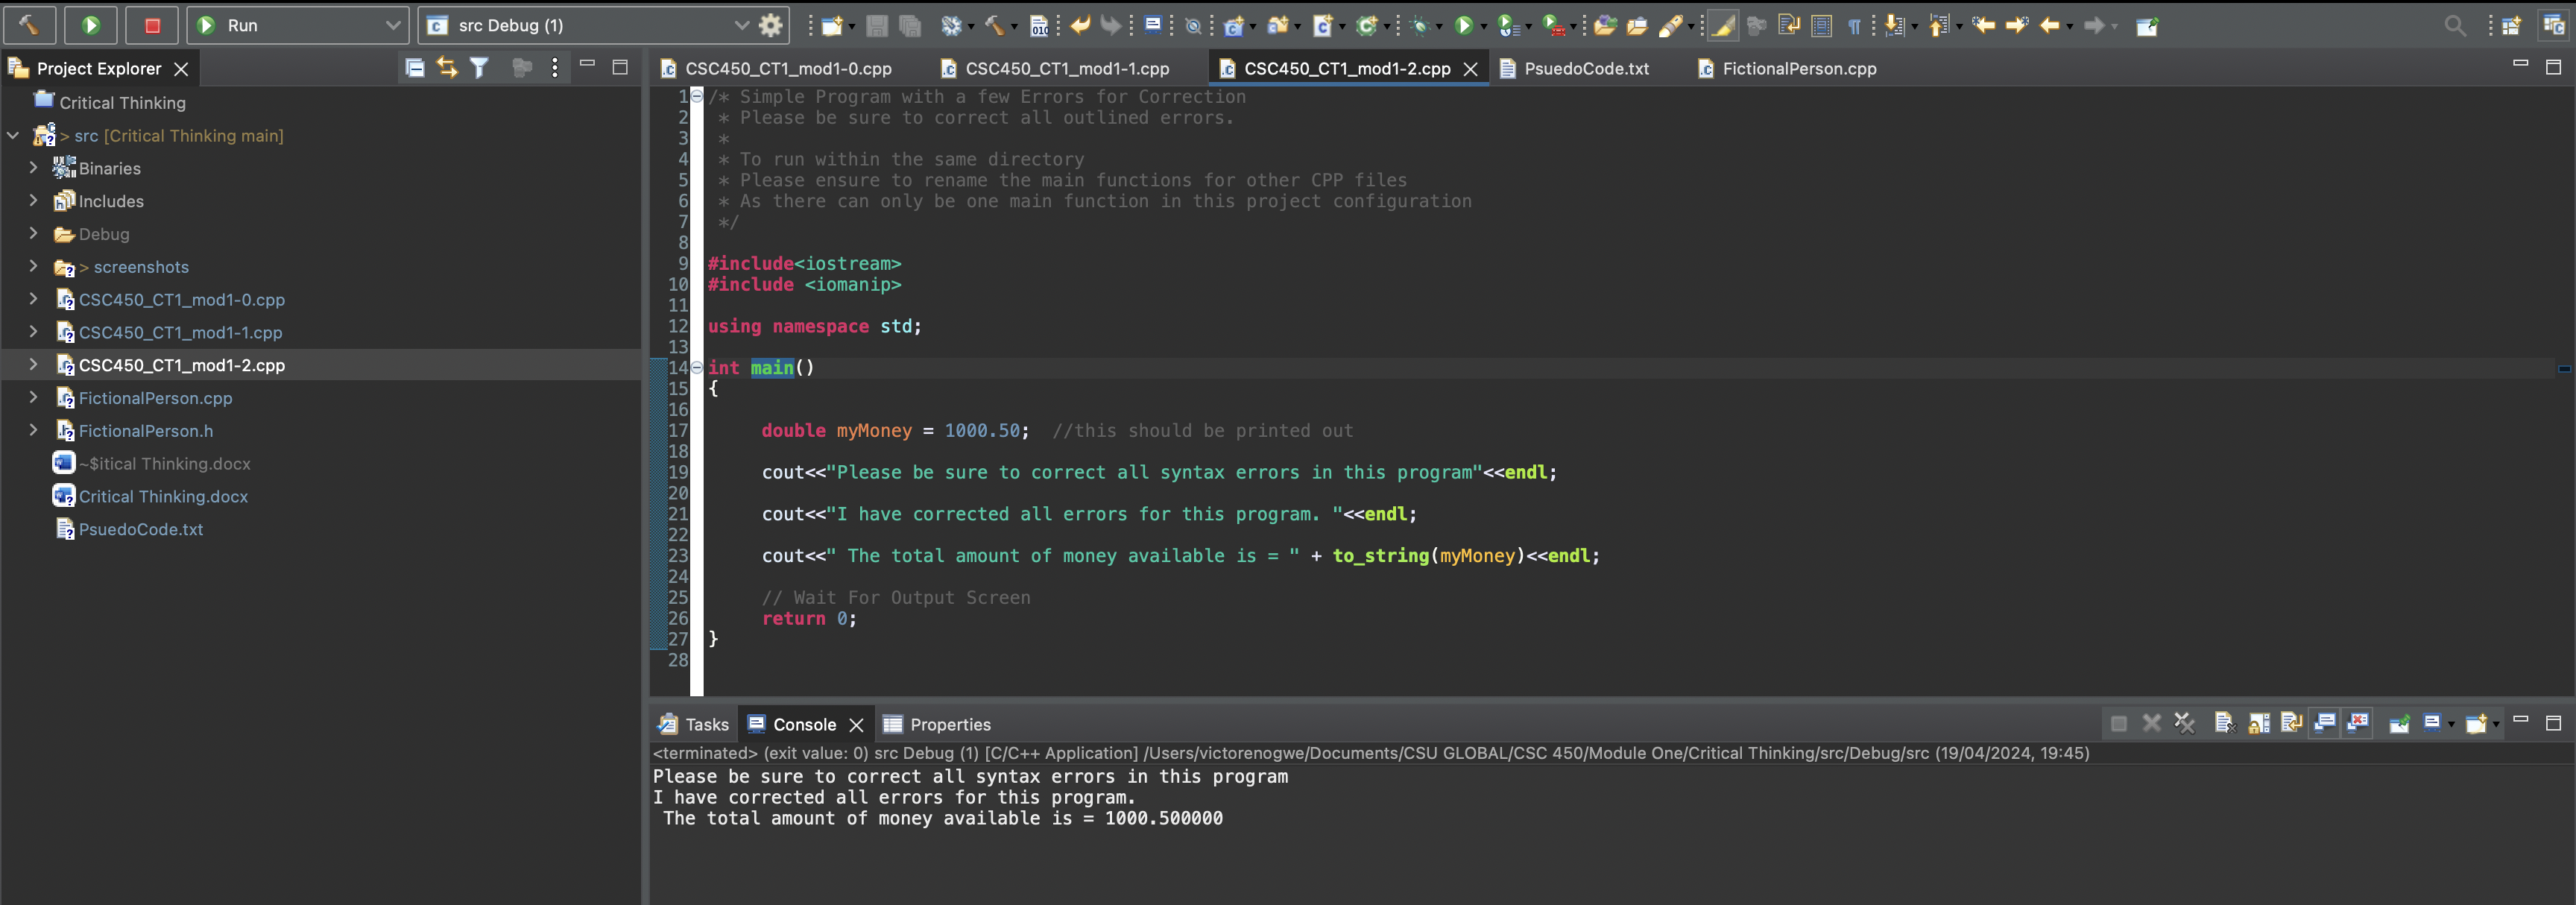 Run
src Debug (1)
Project Explorer
Critical Thinking
> src [Critical Thinking main]
Binaries
Includes
Debug
> screenshots
CSC450_CT1_mod1-0.cpp
CSC450_CT1_mod1-1.cpp
CSC450_CT1_mod1-2.cpp
FictionalPerson.cpp
FictionalPerson.h
~$itical Thinking.docx
Critical Thinking.docx
PsuedoCode.txt
CSC450_CT1_mod1-0.cpp CSC450_CT1_mod1-1.cpp CSC450_CT1_mod1-2.cpp PsuedoCode.txt FictionalPerson.cpp
1 /* Simple Program with a few Errors for Correction
2 * Please be sure to correct all outlined errors.
3 *
4 * To run within the same directory
5 * Please ensure to rename the main functions for other CPP files
6 * As there can only be one main function in this project configuration
7 */
8
9 #include<iostream>
10 #include <iomanip>
11
12 using namespace std;
13
14 int main()
15 {
16
17 double myMoney = 1000.50; //this should be printed out
18
19 cout<<"Please be sure to correct all syntax errors in this program"<<endl;
20
21 cout<<"I have corrected all errors for this program. "<<endl;
22
23 cout<<" The total amount of money available is = " + to_string(myMoney)<<endl;
24
25 // Wait For Output Screen
26 return 0;
27 }
28
Tasks Console Properties
<terminated> (exit value: 0) src Debug (1) [C/C++ Application] /Users/victorenogwe/Documents/CSU GLOBAL/CSC 450/Module One/Critical Thinking/src/Debug/src (19/04/2024, 19:45)
Please be sure to correct all syntax errors in this program
I have corrected all errors for this program.
The total amount of money available is = 1000.500000